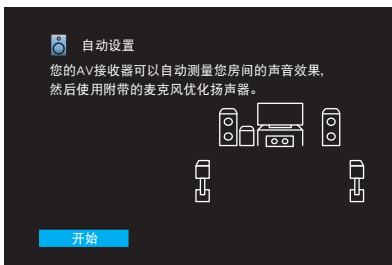 自动设置
您的AV接收器可以自动测量您房间的声音效果，
然后使用附带的麦克风优化扬声器。
开始